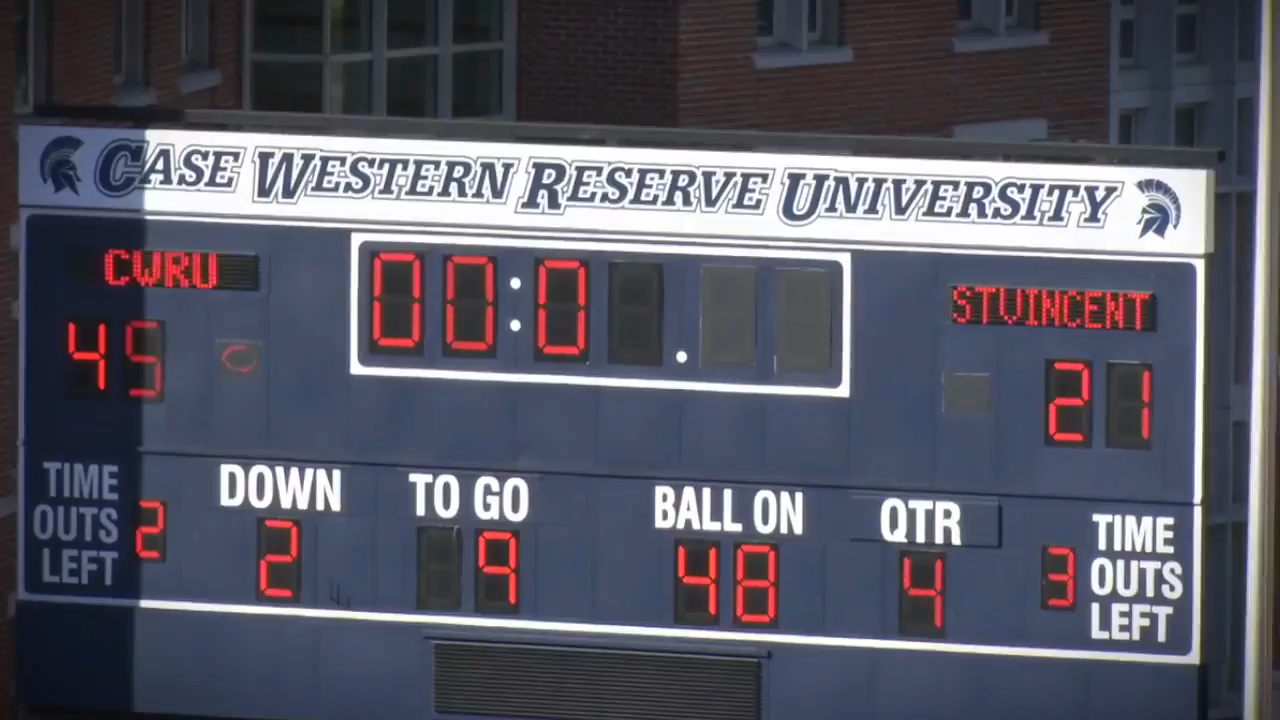 CASE WESTERN RESERVE UNIVERSITY
CWRU
00:0 .
STVINCENT
45
21
TIME OUTS LEFT 2
DOWN 2
TO GO 9
BALL ON 48
QTR 4
3 TIME OUTS LEFT